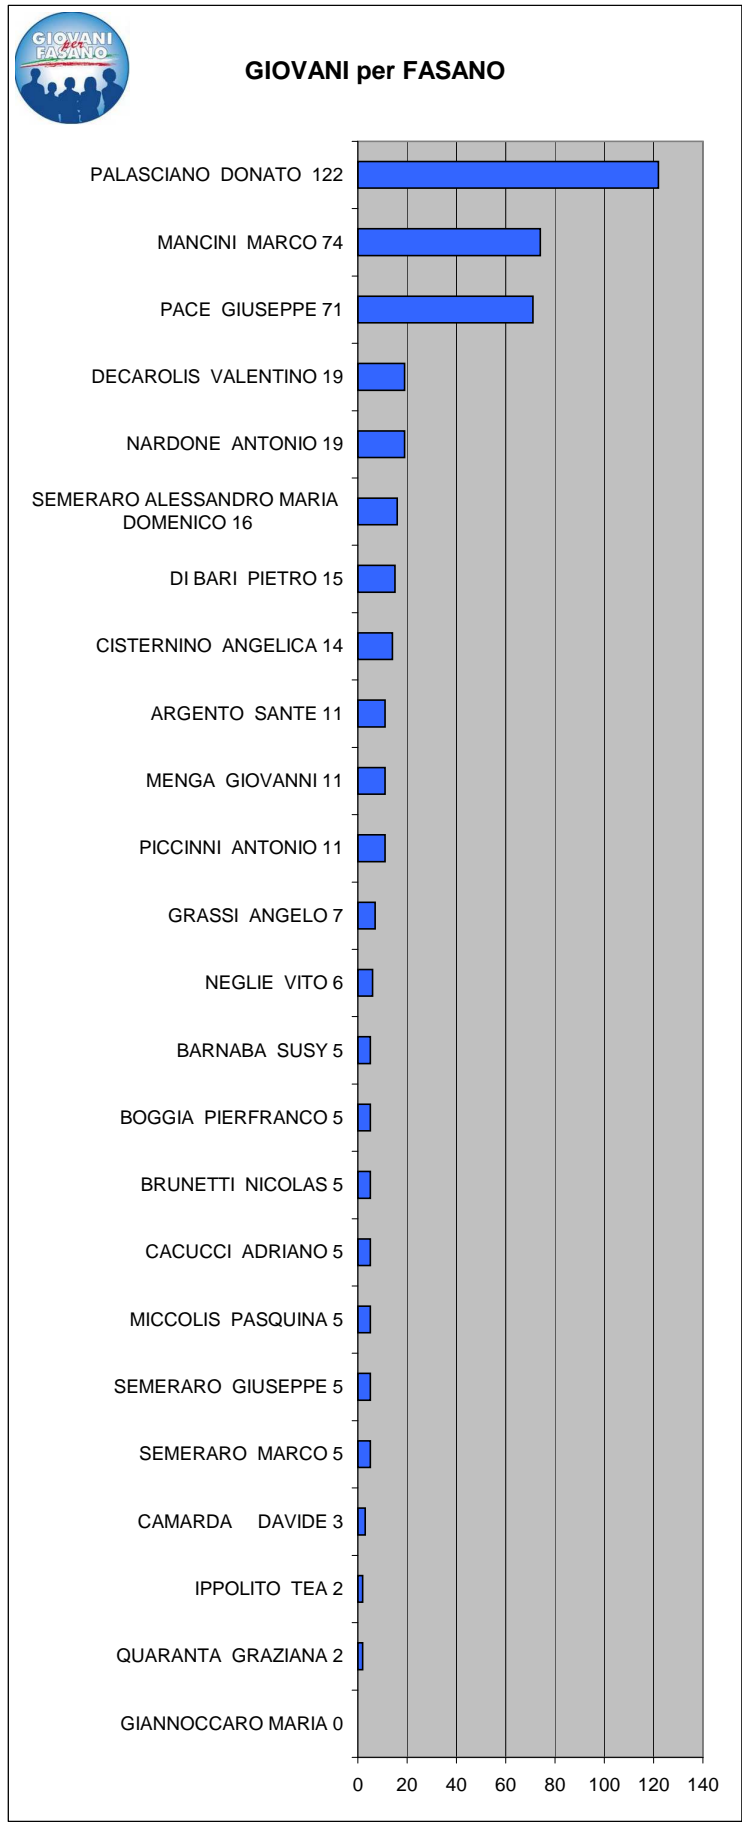 GIOVANI
per
FASANO
GIOVANI per FASANO
PALASCIANO DONATO 122
MANCINI MARCO 74
PACE GIUSEPPE 71
DECAROLIS VALENTINO 19
NARDONE ANTONIO 19
SEMERARO ALESSANDRO MARIA
DOMENICO 16
DI BARI PIETRO 15
CISTERNINO ANGELICA 14
ARGENTO SANTE 11
MENGA GIOVANNI 11
PICCINNI ANTONIO 11
GRASSI ANGELO 7
NEGLIE VITO 6
BARNABA SUSY 5
BOGGIA PIERFRANCO 5
BRUNETTI NICOLAS 5
CACUCCI ADRIANO 5
MICCOLIS PASQUINA 5
SEMERARO GIUSEPPE 5
SEMERARO MARCO 5
CAMARDA DAVIDE 3
IPPOLITO TEA 2
QUARANTA GRAZIANA 2
GIANNOCCARO MARIA 0
0 20 40 60 80 100 120 140